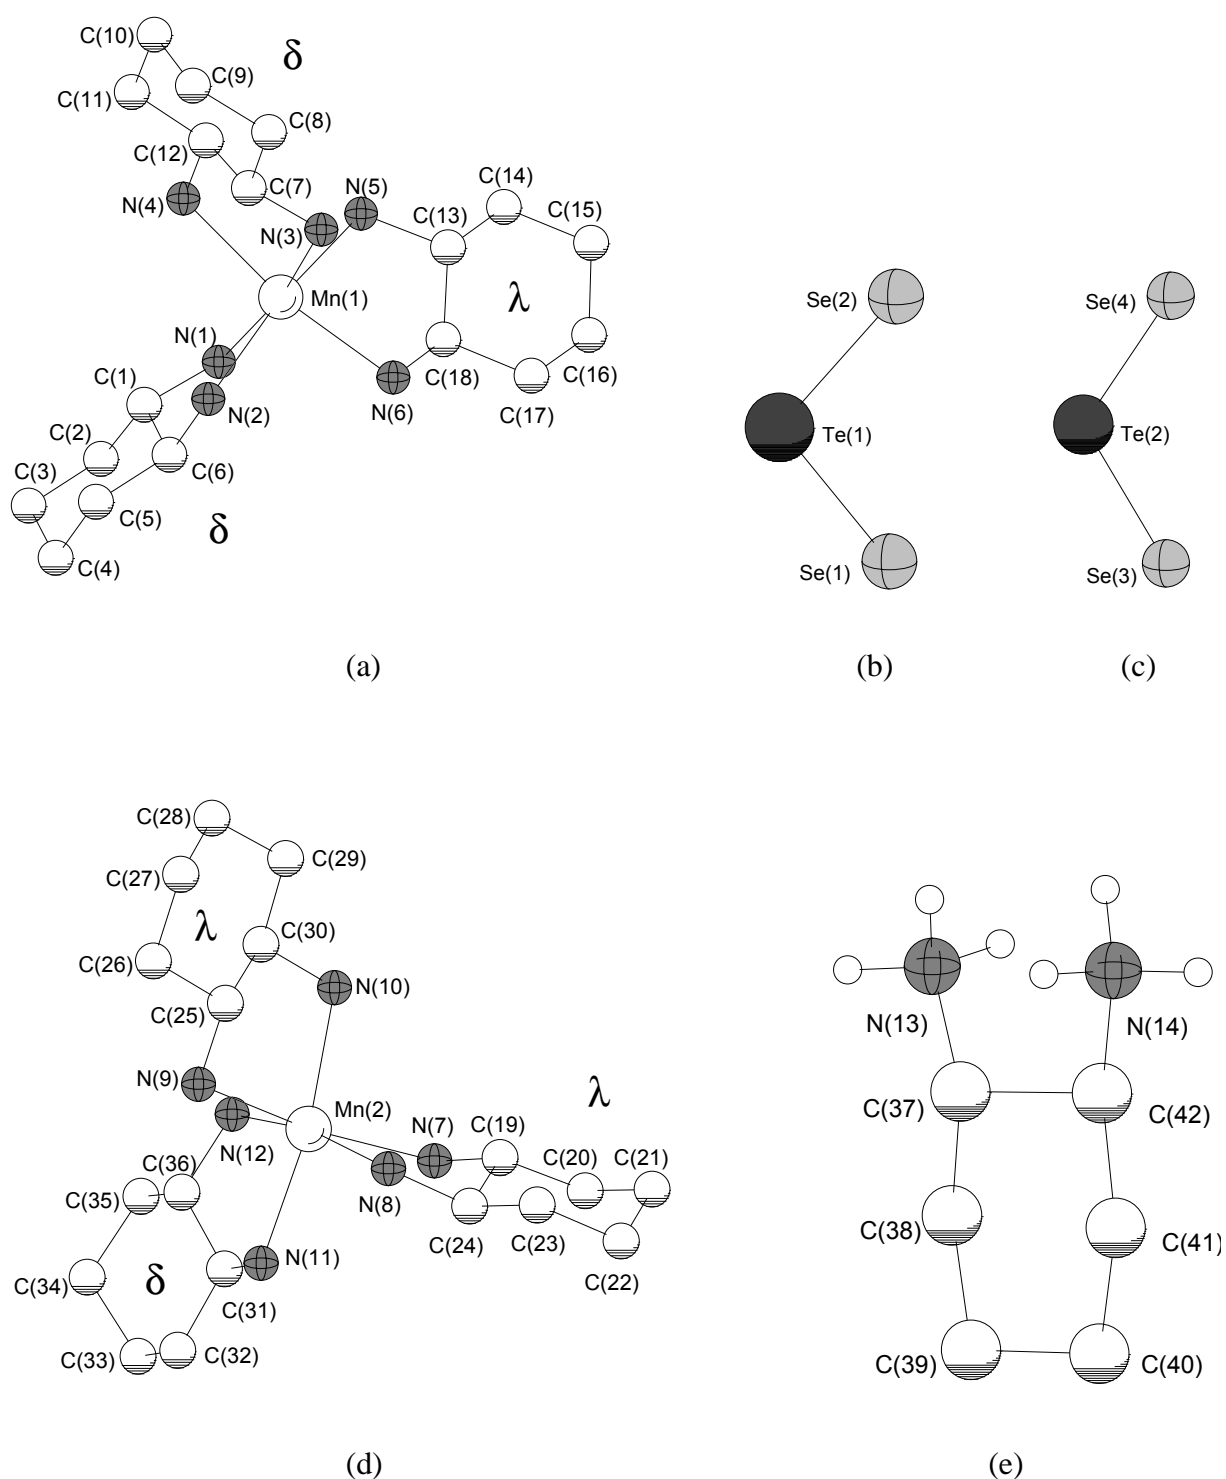 C(10)
δ
C(9)
C(11)
C(8)
C(12)
C(14)
C(7)
N(5)
N(4)
C(13)
C(15)
N(3)
Mn(1)
λ
Se(2)
Se(4)
N(1)
C(1)
C(18)
C(16)
N(2)
N(6)
C(17)
C(2)
Te(1)
Te(2)
C(3)
C(6)
C(5)
δ
C(4)
Se(1)
Se(3)
(a)
(b)
(c)
C(28)
C(29)
C(27)
λ
C(30)
C(26)
N(10)
C(25)
N(13)
N(14)
N(9)
Mn(2)
λ
N(7)
C(19)
C(37)
C(42)
N(12)
C(36)
C(20)
C(21)
C(35)
N(8)
C(24)
C(23)
C(38)
C(41)
N(11)
C(22)
C(34)
δ
C(31)
C(33)
C(32)
C(39)
C(40)
(d)
(e)